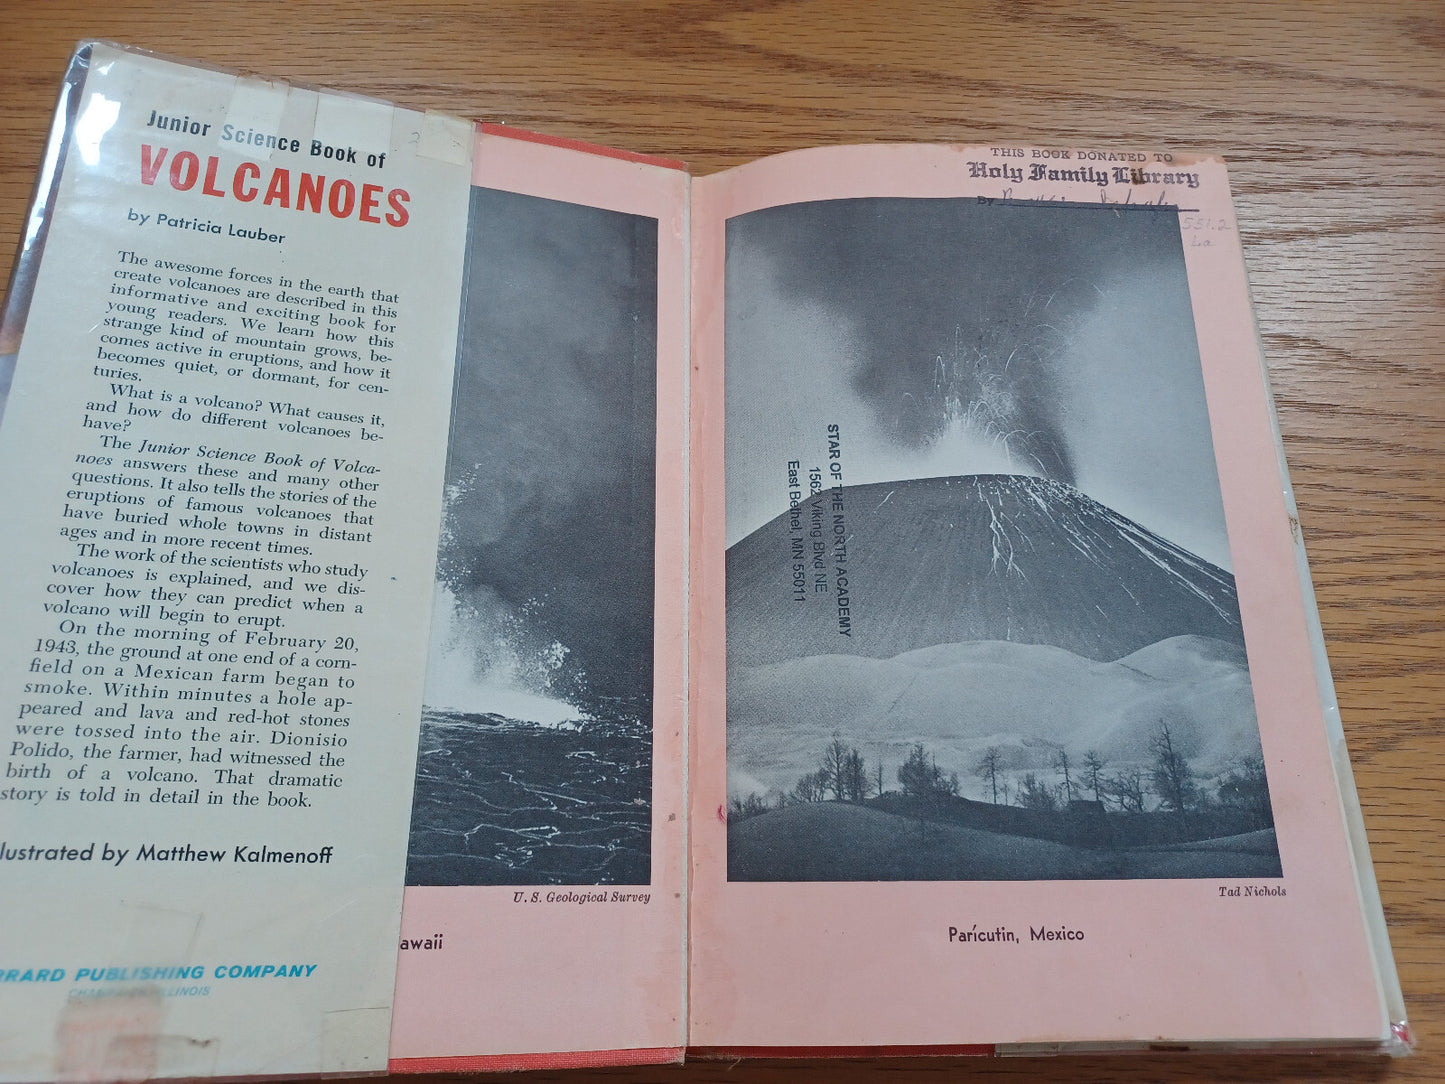 2
Junior Science Book of
VOLCANOES
by Patricia Lauber
The awesome forces in the earth that
create volcanoes are described in this
informative and exciting book for
young readers. We learn how this
strange kind of mountain grows, be-
comes active in eruptions, and how it
becomes quiet, or dormant, for cen-
turies.
What is a volcano? What causes it,
and how do different volcanoes be-
have?
The Junior Science Book of Volca-
noes answers these and many other
questions. It also tells the stories of the
eruptions of famous volcanoes that
have buried whole towns in distant
ages and in more recent times.
The work of the scientists who study
volcanoes is explained, and we dis-
cover how they can predict when a
volcano will begin to erupt.
On the morning of February 20,
1943, the ground at one end of a corn-
field on a Mexican farm began to
smoke. Within minutes a hole ap-
peared and lava and red-hot stones
were tossed into the air. Dionisio
Polido, the farmer, had witnessed the
birth of a volcano. That dramatic
story is told in detail in the book.
lustrated by Matthew Kalmenoff
RRARD PUBLISHING COMPANY
CHAMPAIGN, ILLINOIS
U. S. Geological Survey
awaii
THIS BOOK DONATED TO
Holy Family Library
By
551.2
La
STAR OF THE NORTH ACADEMY
1562 Viking Blvd NE
East Bethel, MN 55011
Tad Nichols
Parícutin, Mexico